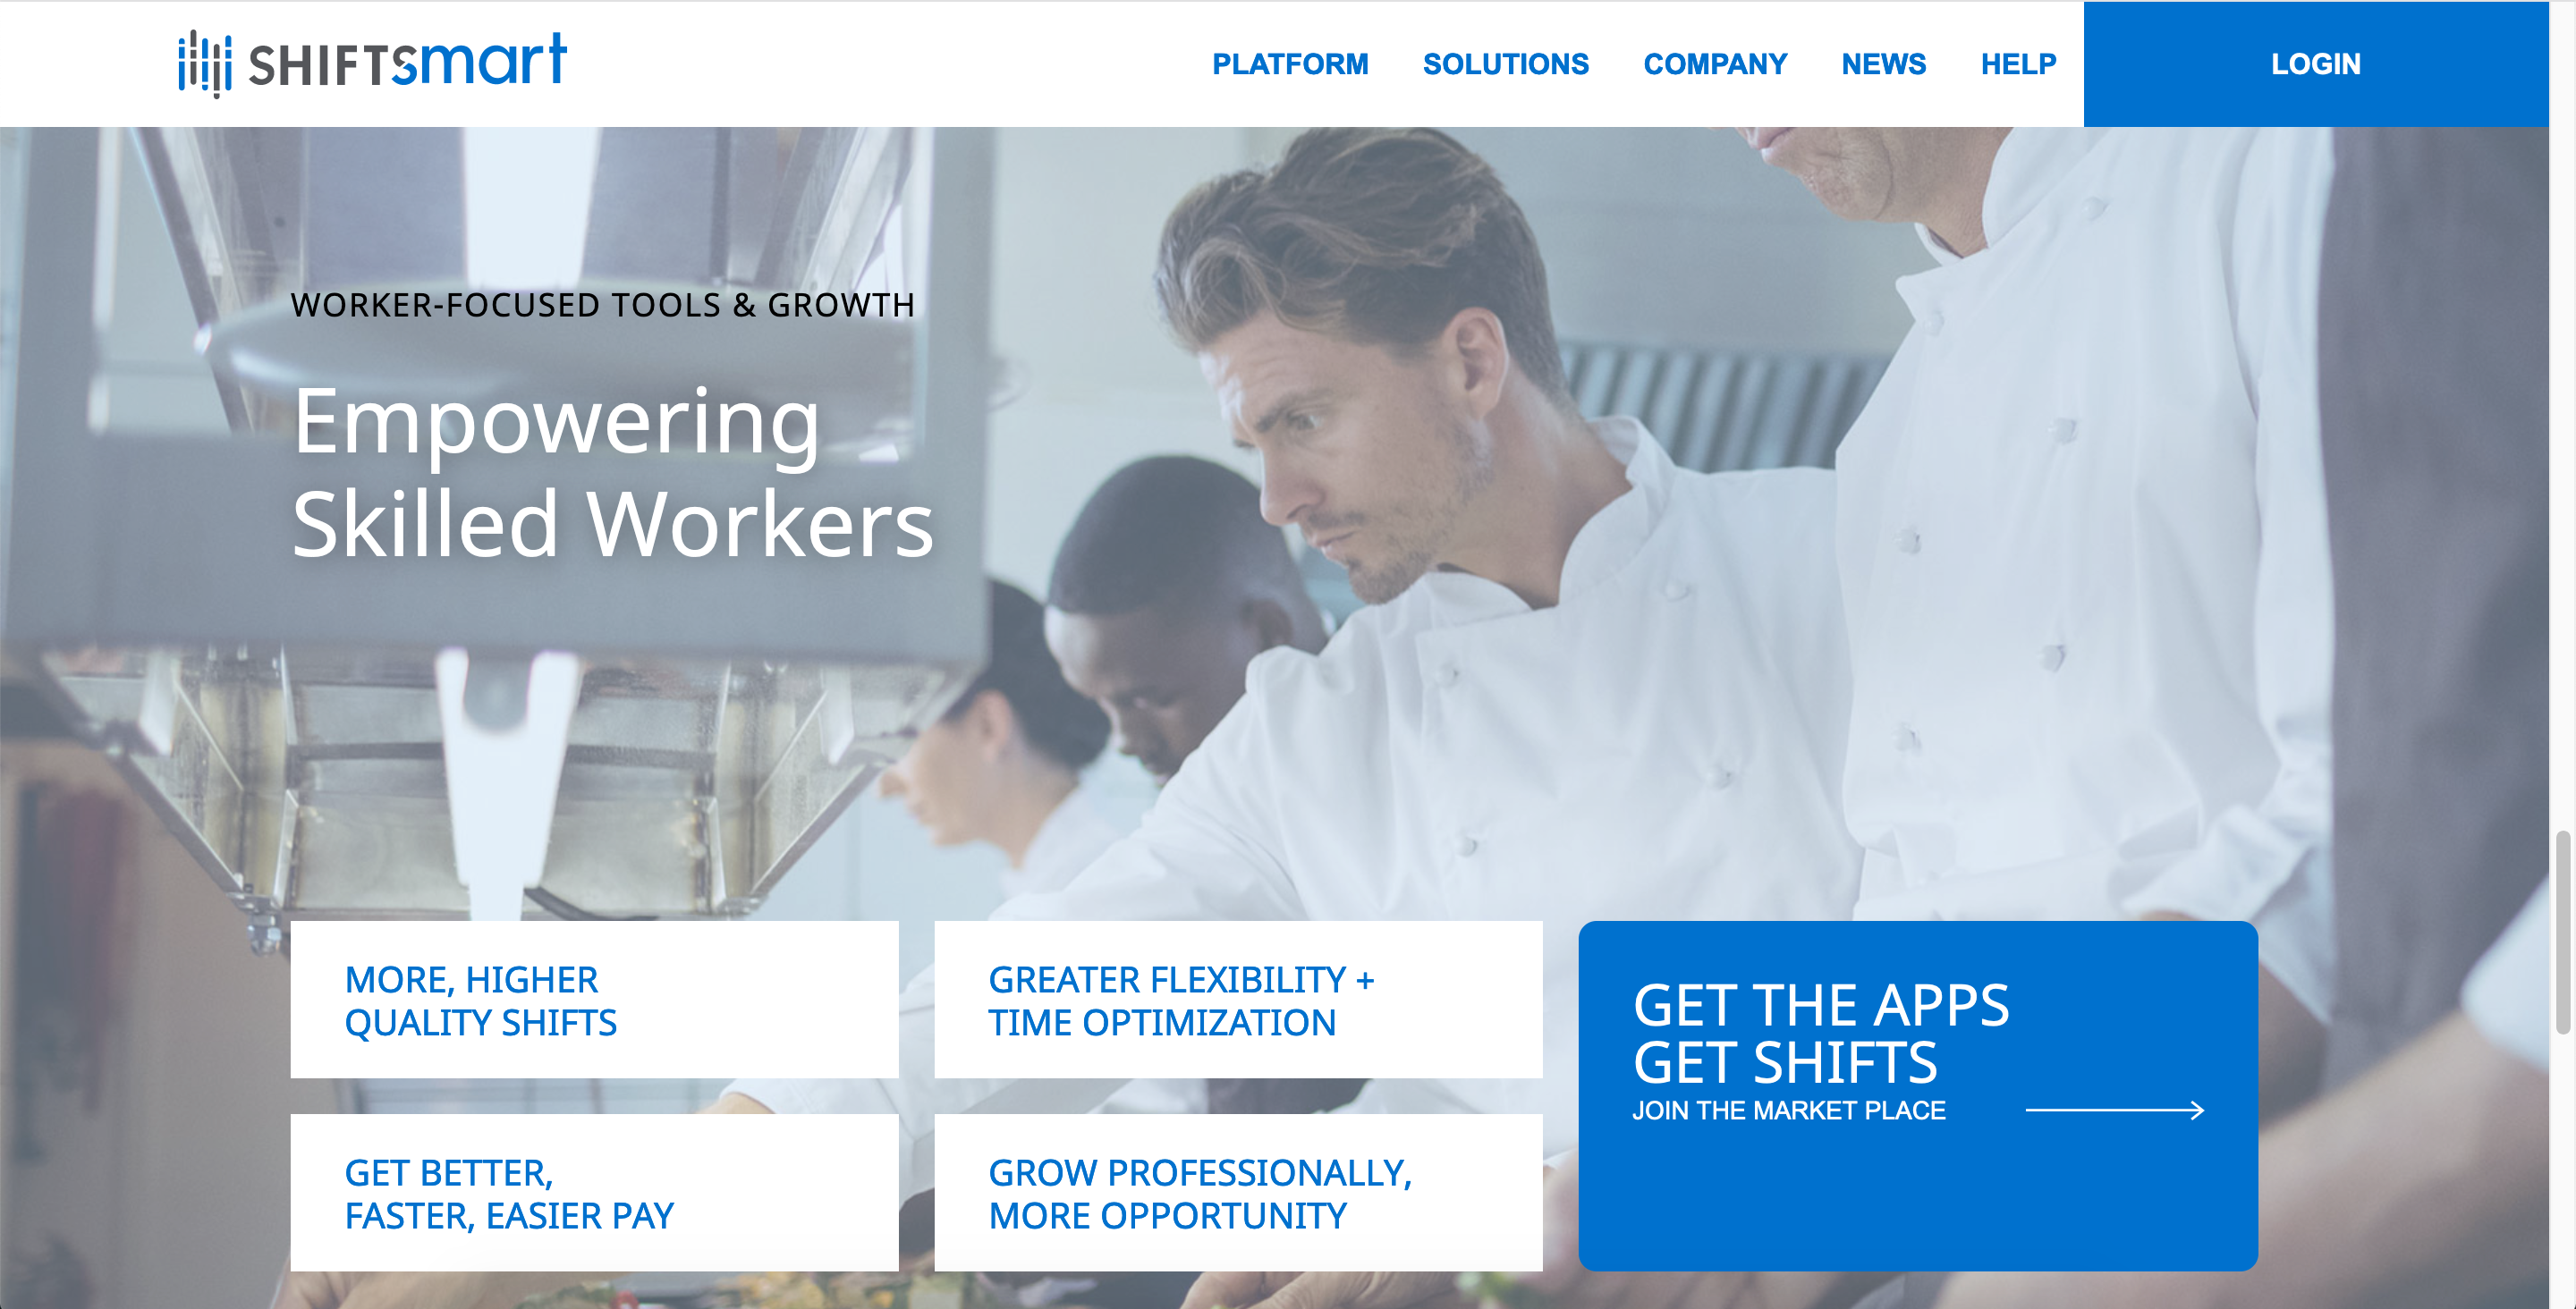 SHIFTSmart
PLATFORM
SOLUTIONS
COMPANY
NEWS
HELP
LOGIN
WORKER-FOCUSED TOOLS & GROWTH
Empowering
Skilled Workers
MORE, HIGHER
QUALITY SHIFTS
GREATER FLEXIBILITY +
TIME OPTIMIZATION
GET BETTER,
FASTER, EASIER PAY
GROW PROFESSIONALLY,
MORE OPPORTUNITY
GET THE APPS
GET SHIFTS
JOIN THE MARKET PLACE